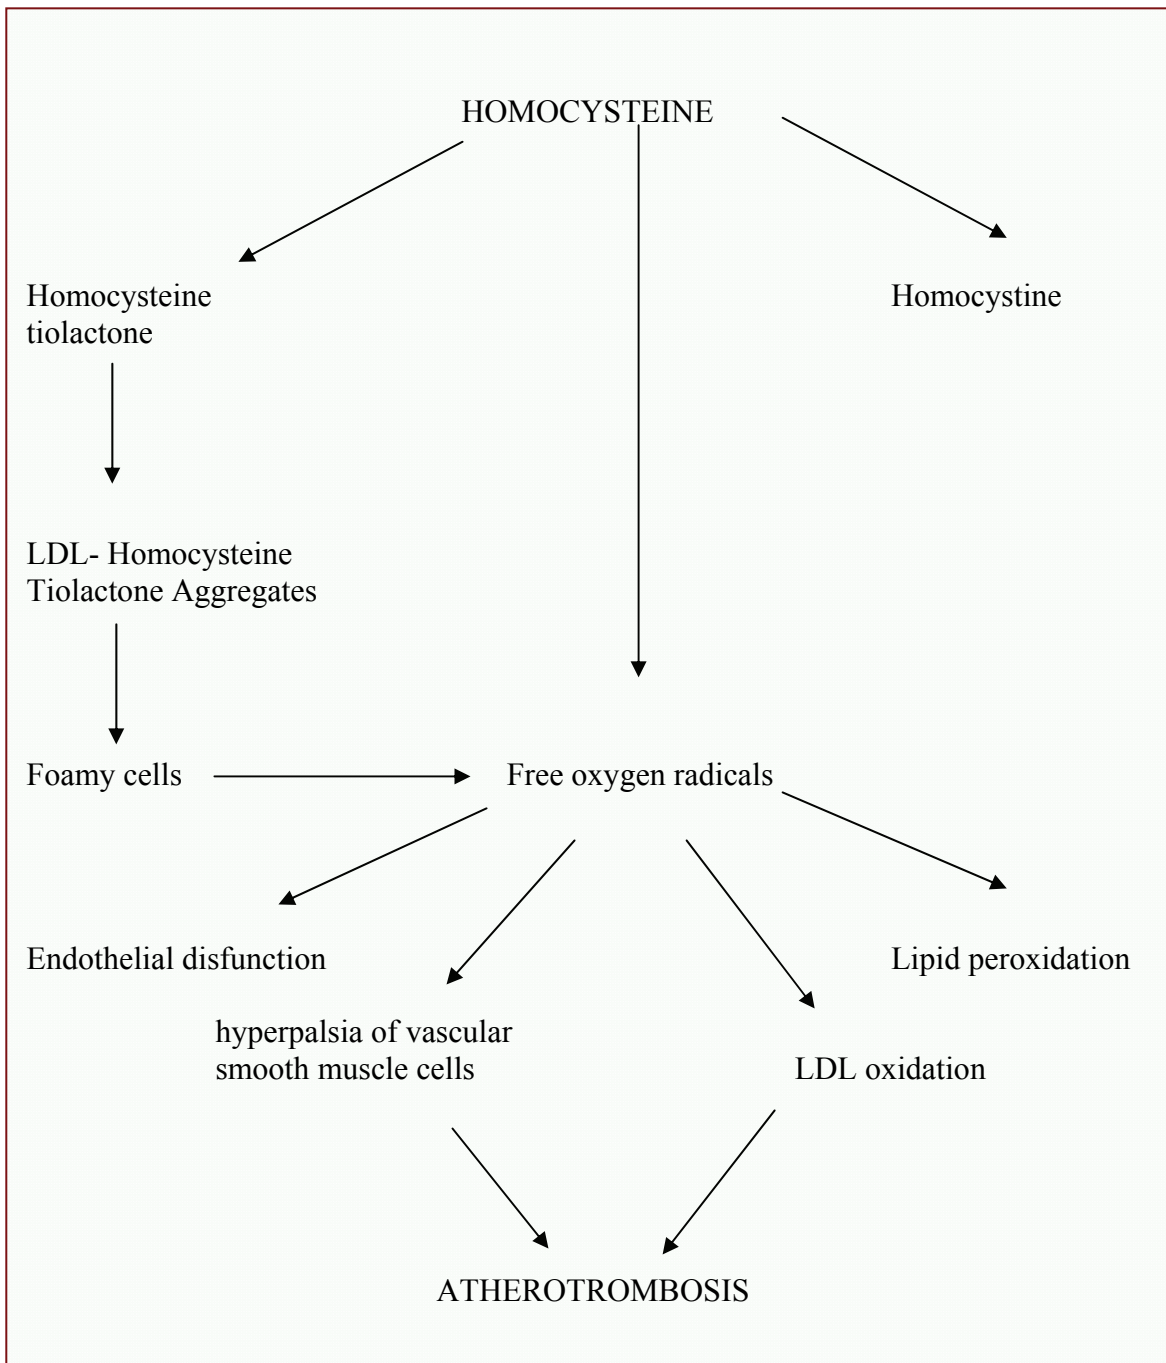 HOMOCYSTEINE
Homocysteine
tiolactone
Homocystine
LDL- Homocysteine
Tiolactone Aggregates
Foamy cells
Free oxygen radicals
Endothelial disfunction
Lipid peroxidation
hyperpalsia of vascular
smooth muscle cells
LDL oxidation
ATHEROTROMBOSIS